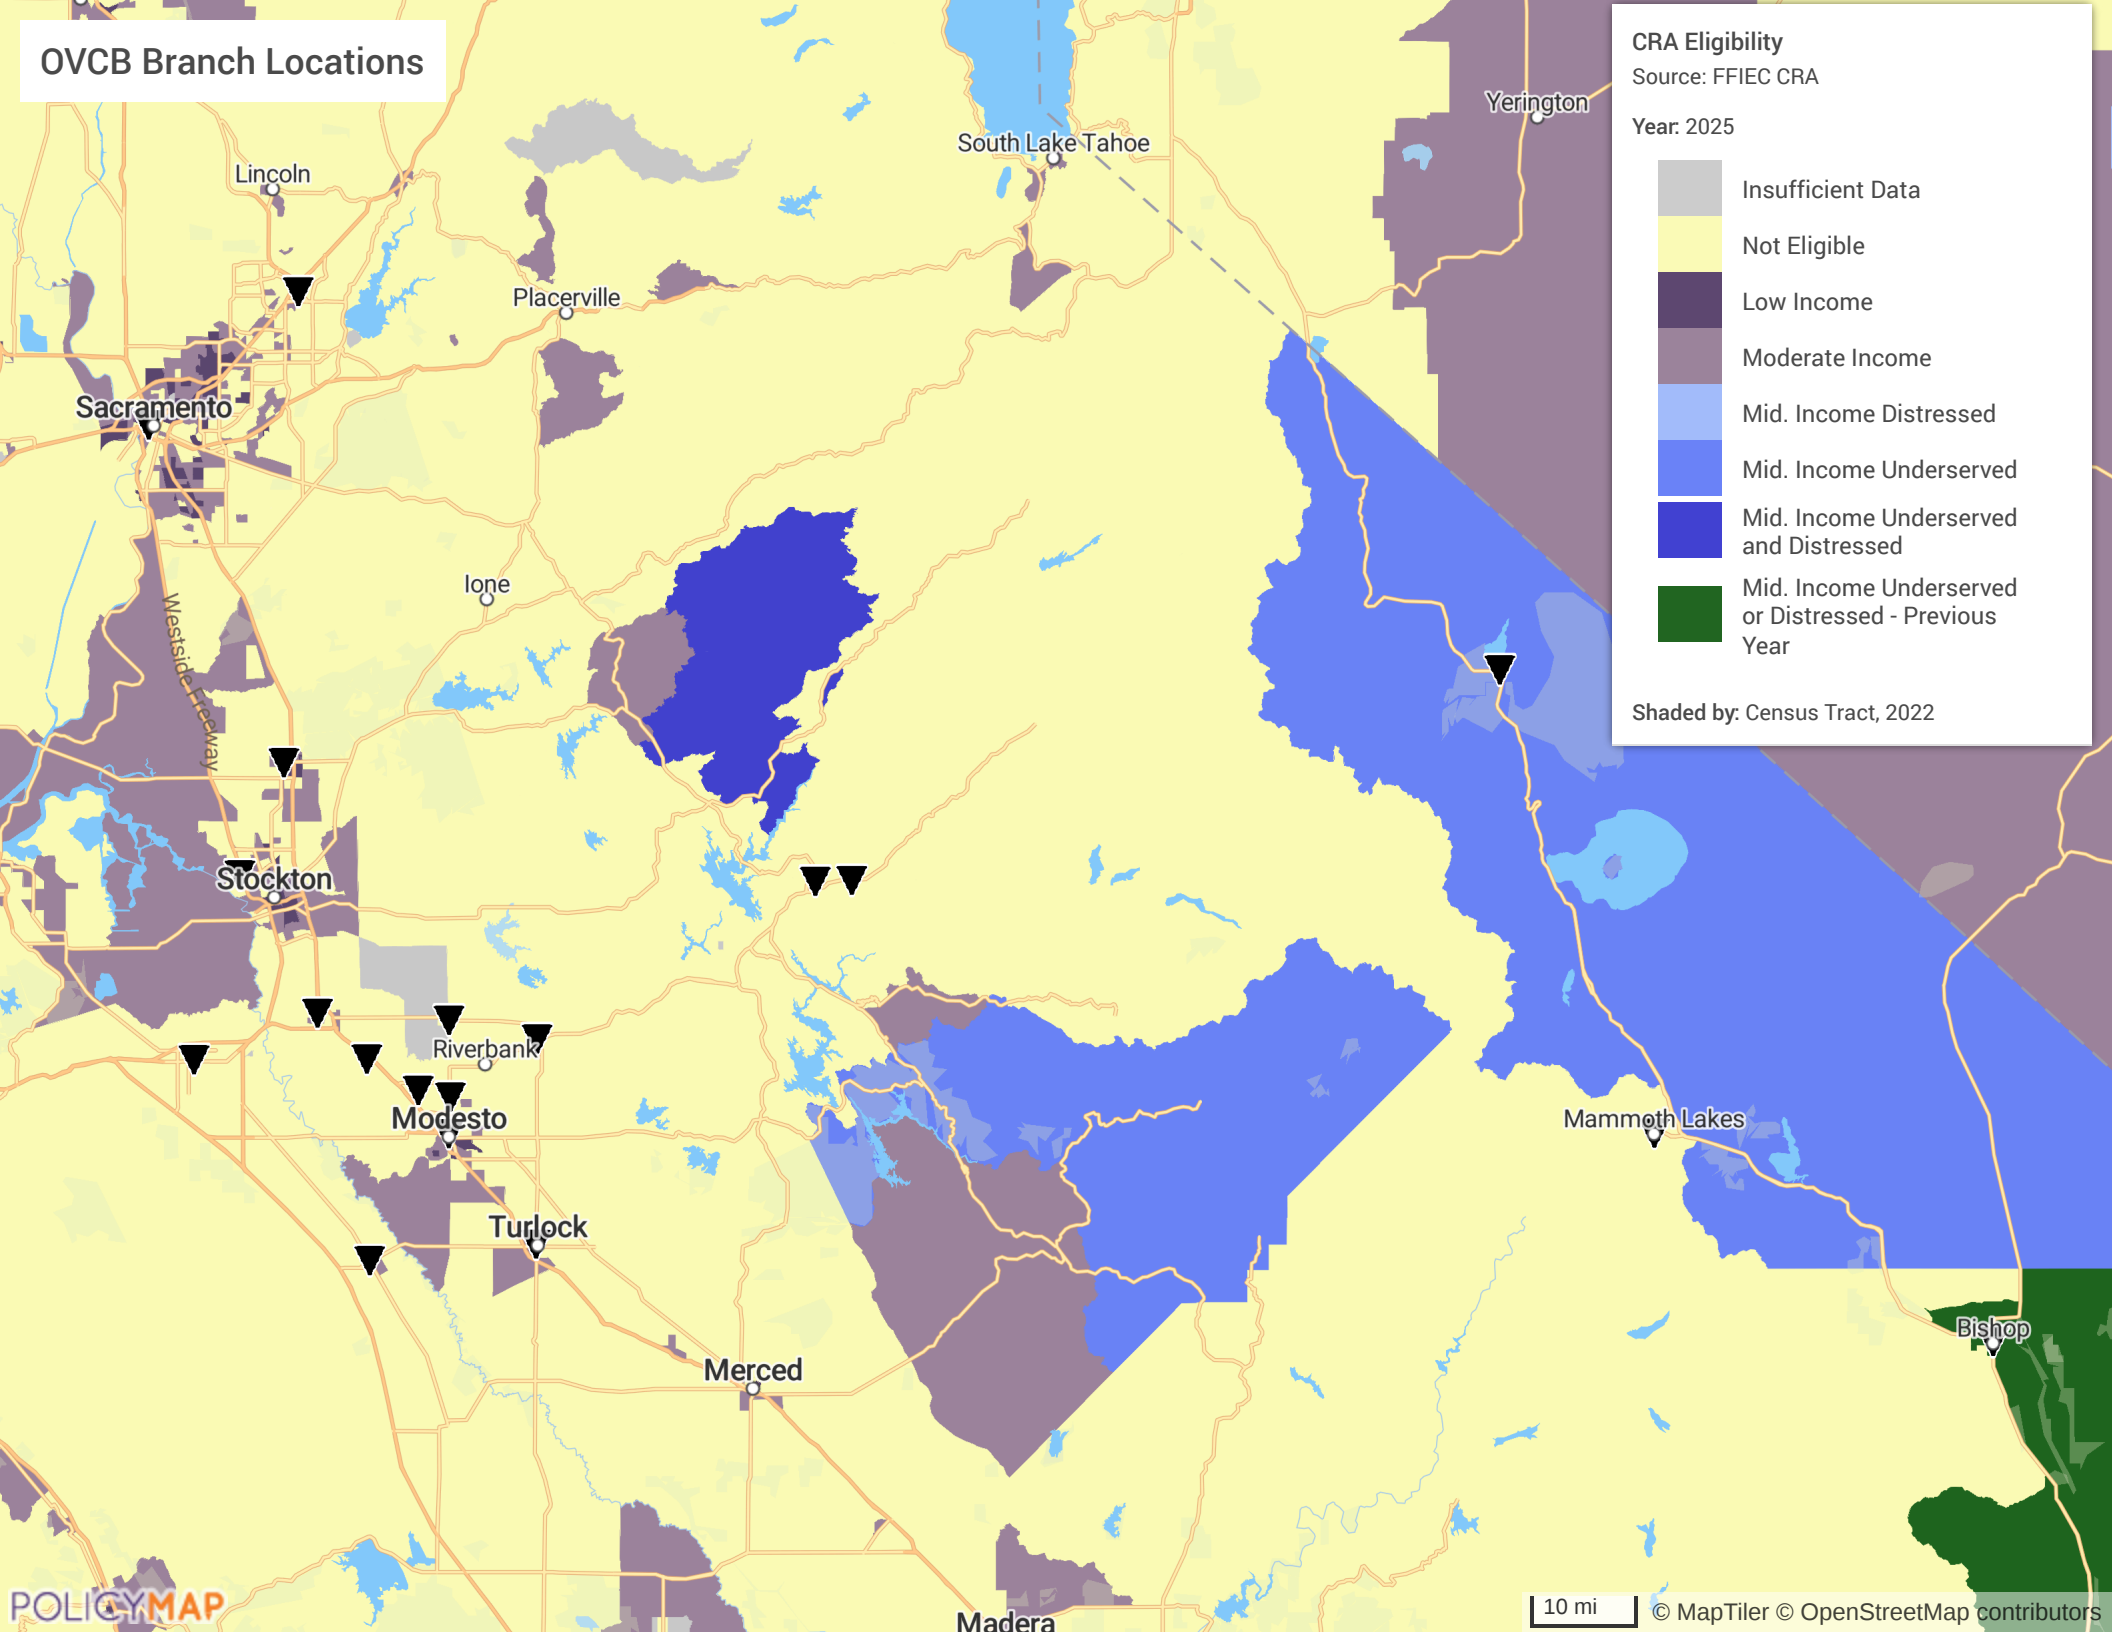 OVCB Branch Locations
CRA Eligibility
Source: FFIEC CRA
Year: 2025
Insufficient Data
Not Eligible
Low Income
Moderate Income
Mid. Income Distressed
Mid. Income Underserved
Mid. Income Underserved
and Distressed
Mid. Income Underserved
or Distressed - Previous
Year
Shaded by: Census Tract, 2022
Yerington
South Lake Tahoe
Lincoln
Placerville
Sacramento
Ione
Westside Freeway
Stockton
Riverbank
Modesto
Mammoth Lakes
Turlock
Bishop
Merced
Madera
POLICYMAP
10 mi
© MapTiler © OpenStreetMap contributors